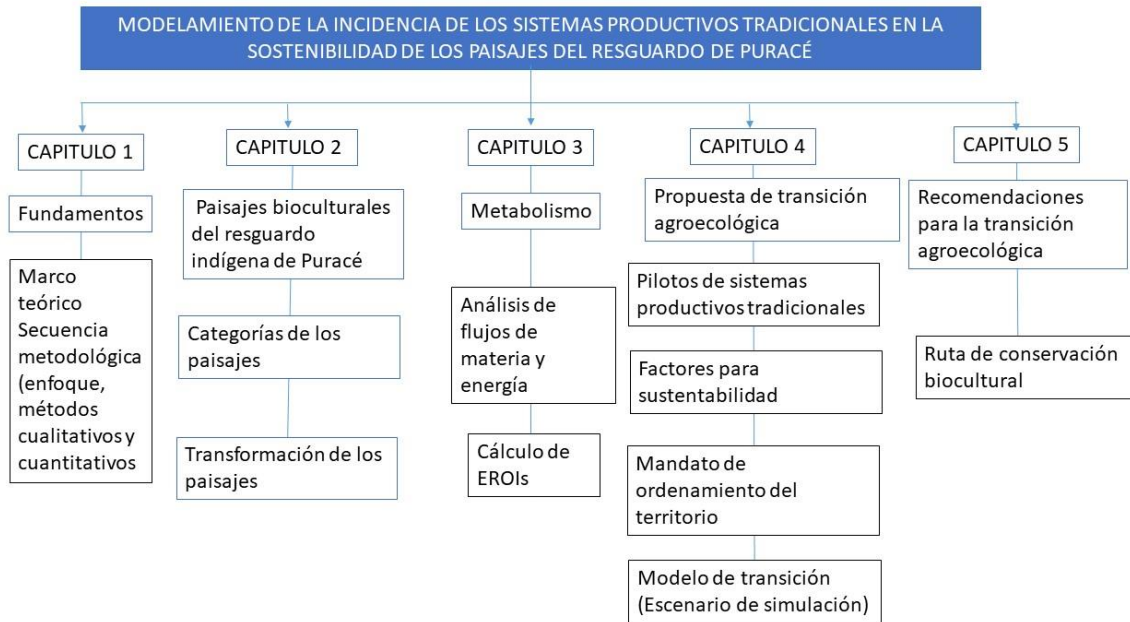 MODELAMIENTO DE LA INCIDENCIA DE LOS SISTEMAS PRODUCTIVOS TRADICIONALES EN LA
SOSTENIBILIDAD DE LOS PAISAJES DEL RESGUARDO DE PURACÉ
CAPITULO 1
Fundamentos
Marco
teórico
Secuencia
metodológica
(enfoque,
métodos
cualitativos y
cuantitativos
CAPITULO 2
Paisajes bioculturales
del resguardo
indígena de Puracé
Categorías de los
paisajes
Transformación de los
paisajes
CAPITULO 3
Metabolismo
Análisis de
flujos de
materia y
energía
Cálculo de
EROIs
CAPITULO 4
Propuesta de transición
agroecológica
Pilotos de sistemas
productivos tradicionales
Factores para
sustentabilidad
Mandato de
ordenamiento del
territorio
Modelo de transición
(Escenario de simulación)
CAPITULO 5
Recomendaciones
para la transición
agroecológica
Ruta de conservación
biocultural